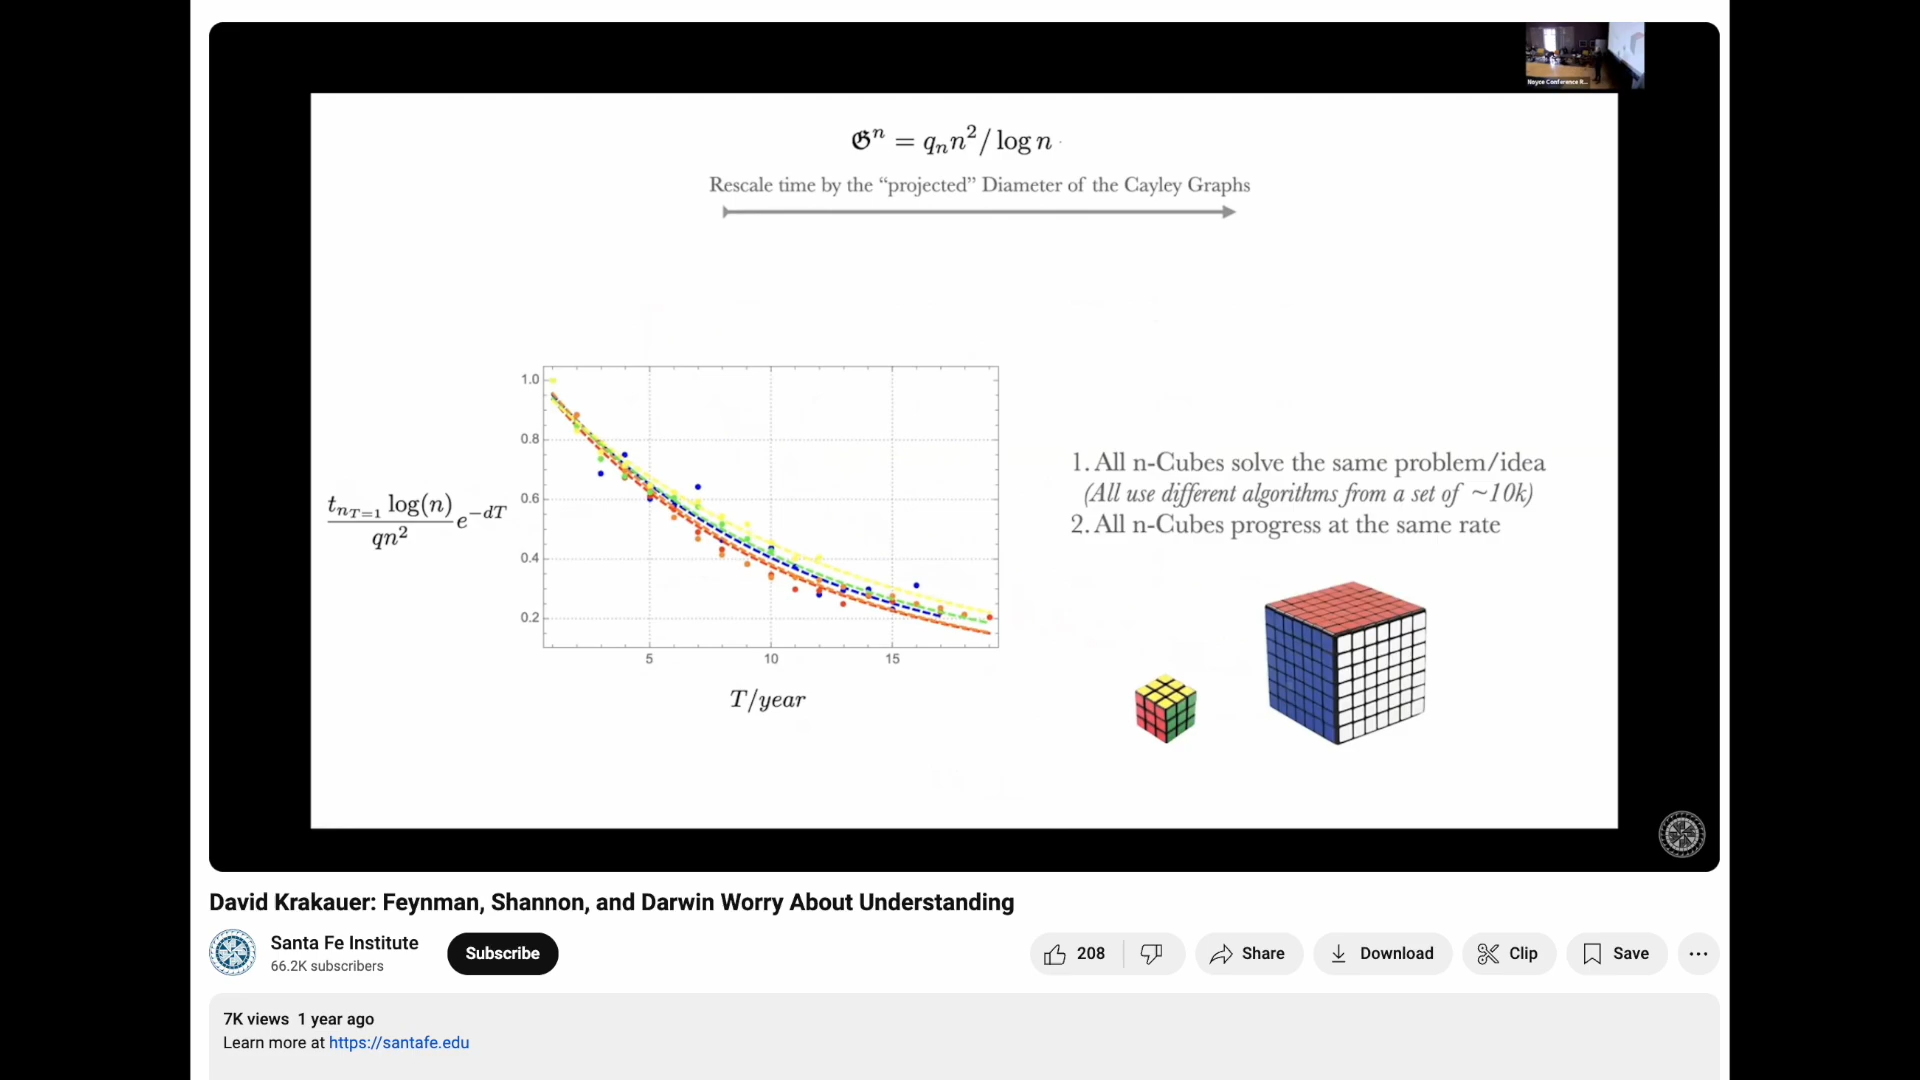 Noyce Conference R...
𝔊ⁿ = qₙn²/ log n
Rescale time by the “projected” Diameter of the Cayley Graphs
1.0
0.8
0.6
0.4
0.2
5 10 15
T/year
t_{n_{T=1}} log(n) / qn² e^{−dT}
1. All n-Cubes solve the same problem/idea
(All use different algorithms from a set of ~10k)
2. All n-Cubes progress at the same rate
David Krakauer: Feynman, Shannon, and Darwin Worry About Understanding
Santa Fe Institute
66.2K subscribers
Subscribe
208
Share
Download
Clip
Save
7K views 1 year ago
Learn more at https://santafe.edu